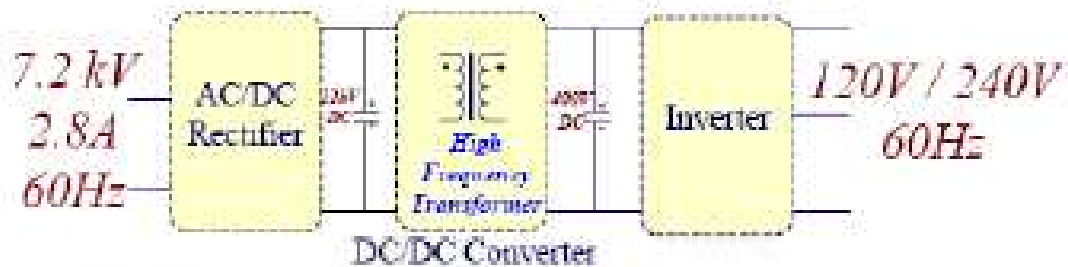 7.2 kV
2.8A
60Hz
AC/DC
Rectifier
DC
High
Frequency
Transformer
DC/DC Converter
DC
Inverter
120V / 240V
60Hz